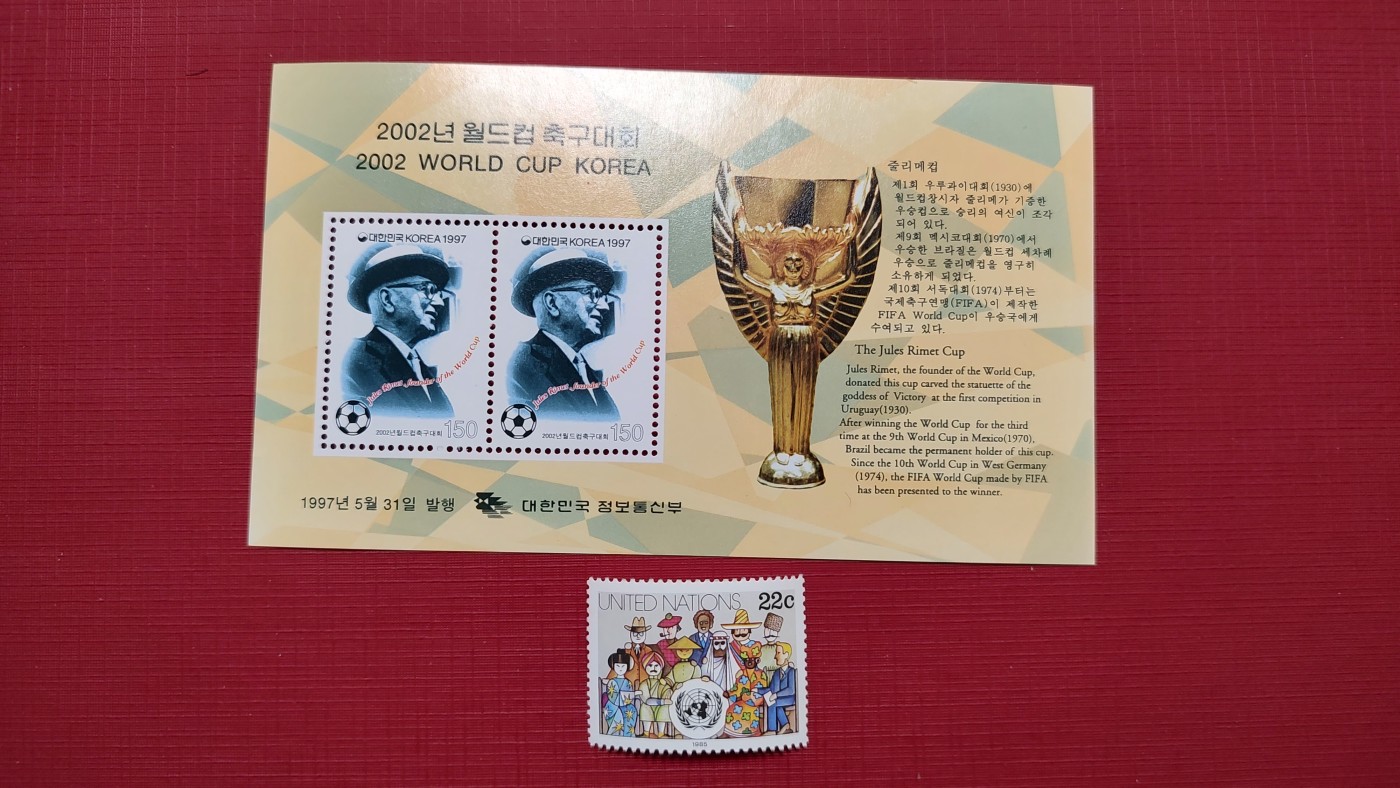 2002년 월드컵 축구대회
2002 WORLD CUP KOREA
대한민국 KOREA 1997
Jules Rimet, founder of the World Cup
2002년월드컵축구대회 150
대한민국 KOREA 1997
Jules Rimet, founder of the World Cup
2002년월드컵축구대회 150
1997년 5월 31일 발행
대한민국 정보통신부
줄리메컵
제1회 우루과이대회(1930)에
월드컵창시자 줄리메가 기증한
우승컵으로 승리의 여신이 조각
되어 있다.
제9회 멕시코대회(1970)에서
우승한 브라질은 월드컵 세차례
우승으로 줄리메컵을 영구히
소유하게 되었다.
제10회 서독대회(1974)부터는
국제축구연맹(FIFA)이 제작한
FIFA World Cup이 우승국에게
수여되고 있다.
The Jules Rimet Cup
Jules Rimet, the founder of the World Cup,
donated this cup carved the statuette of the
goddess of Victory at the first competition in
Uruguay(1930).
After winning the World Cup for the third
time at the 9th World Cup in Mexico(1970),
Brazil became the permanent holder of this cup.
Since the 10th World Cup in West Germany
(1974), the FIFA World Cup made by FIFA
has been presented to the winner.
UNITED NATIONS 22c
1985